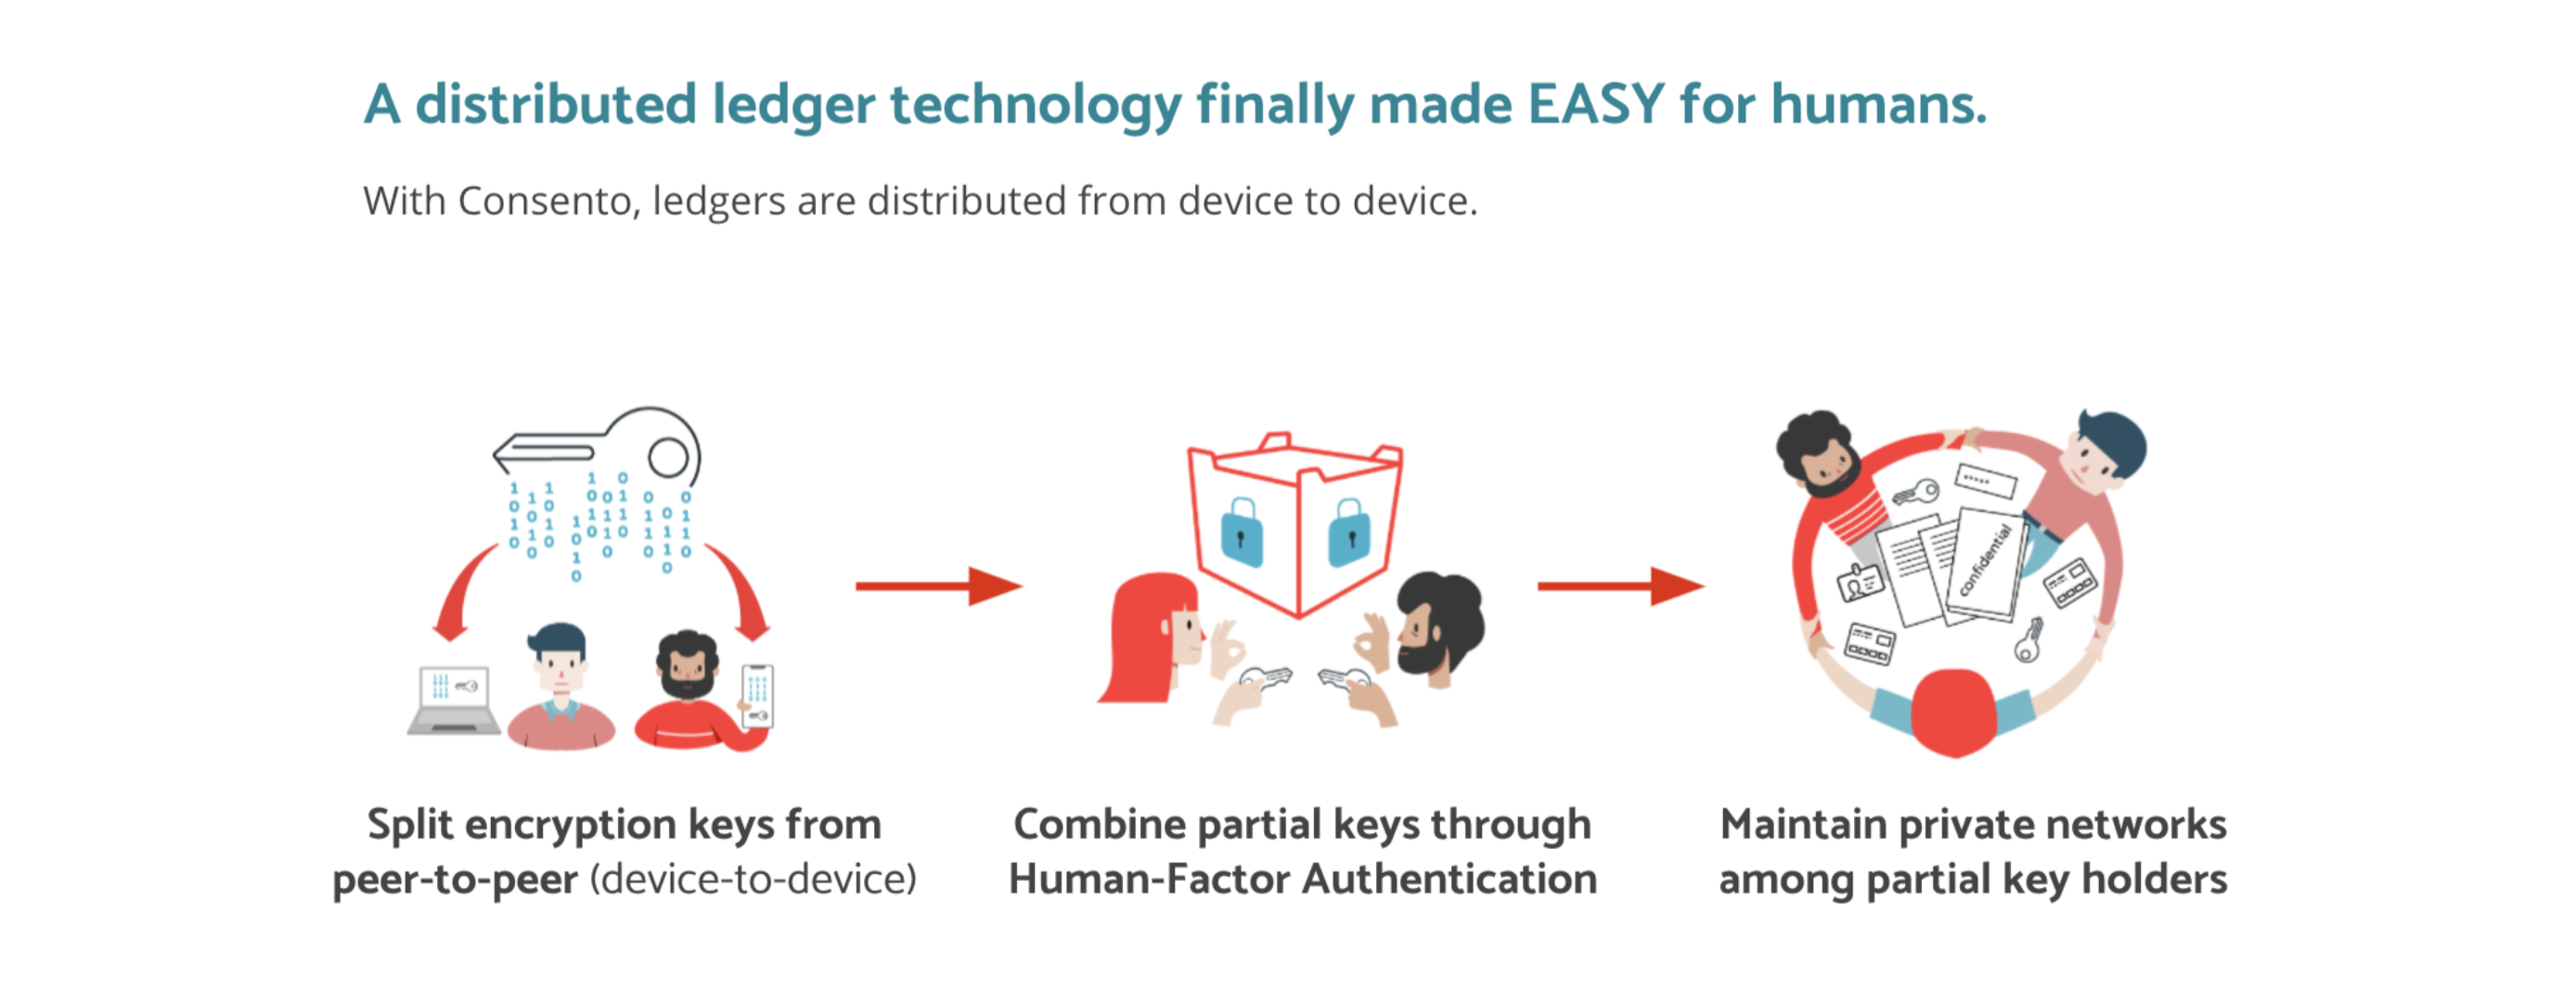 A distributed ledger technology finally made EASY for humans.
With Consento, ledgers are distributed from device to device.
confidential
Split encryption keys from
peer-to-peer (device-to-device)
Combine partial keys through
Human-Factor Authentication
Maintain private networks
among partial key holders